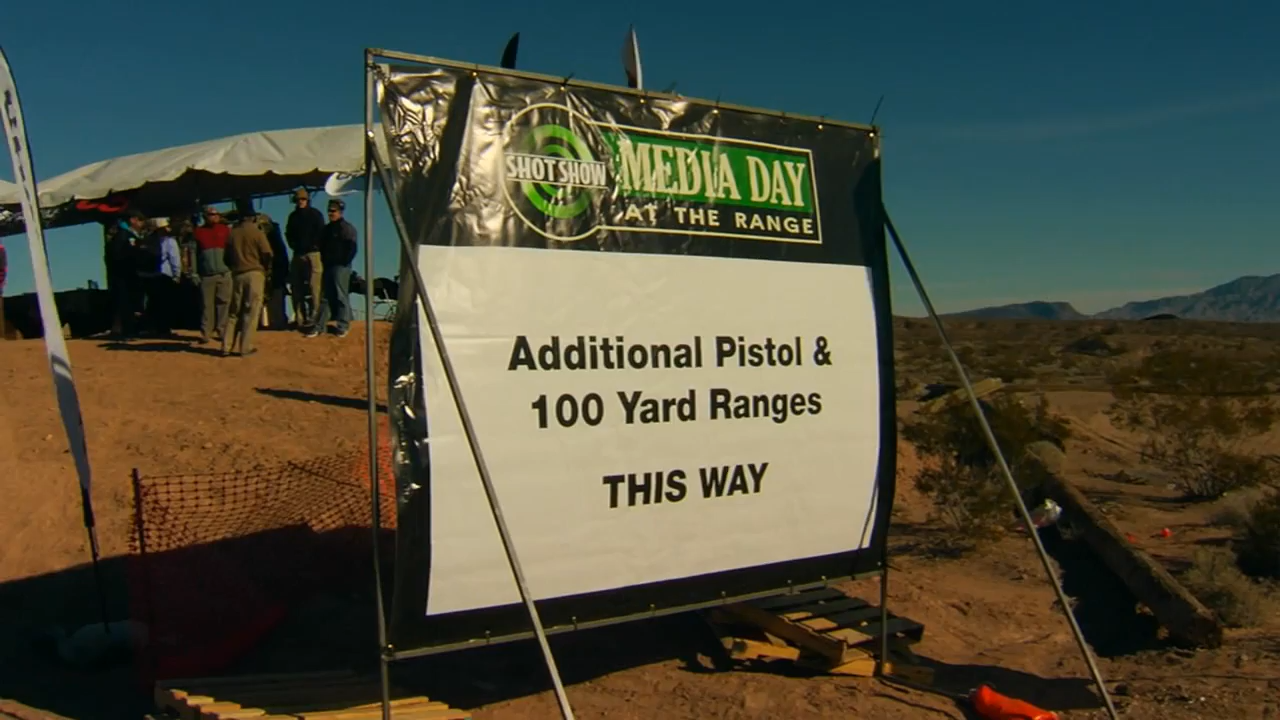 SHOT SHOW
MEDIA DAY
AT THE RANGE
Additional Pistol &
100 Yard Ranges
THIS WAY